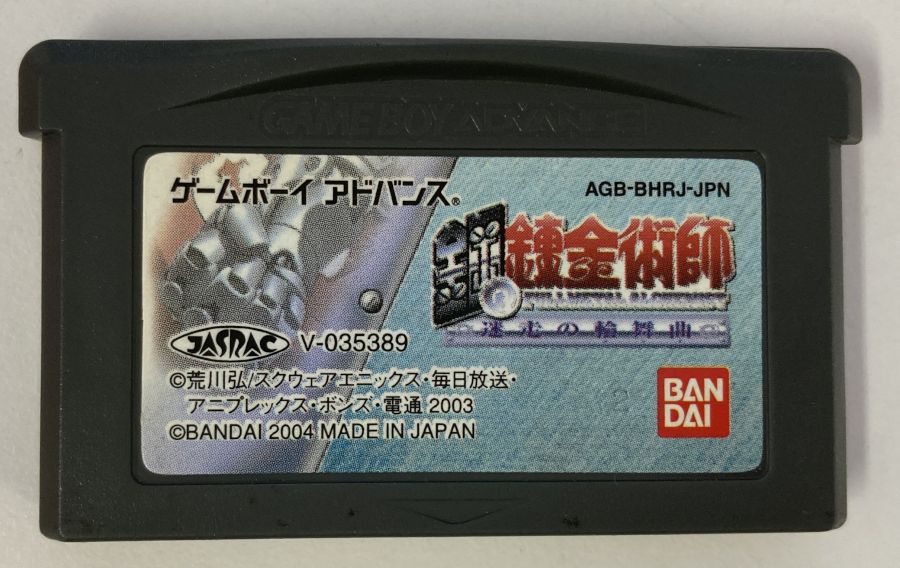 GAME BOY ADVANCE
ゲームボーイ アドバンス®
AGB-BHRJ-JPN
鋼の錬金術師
FULLMETAL ALCHEMIST
迷走の輪舞曲
JASRAC V-035389
©荒川弘/スクウェアエニックス・毎日放送・
アニプレックス・ボンズ・電通 2003
©BANDAI 2004 MADE IN JAPAN
BAN
DAI